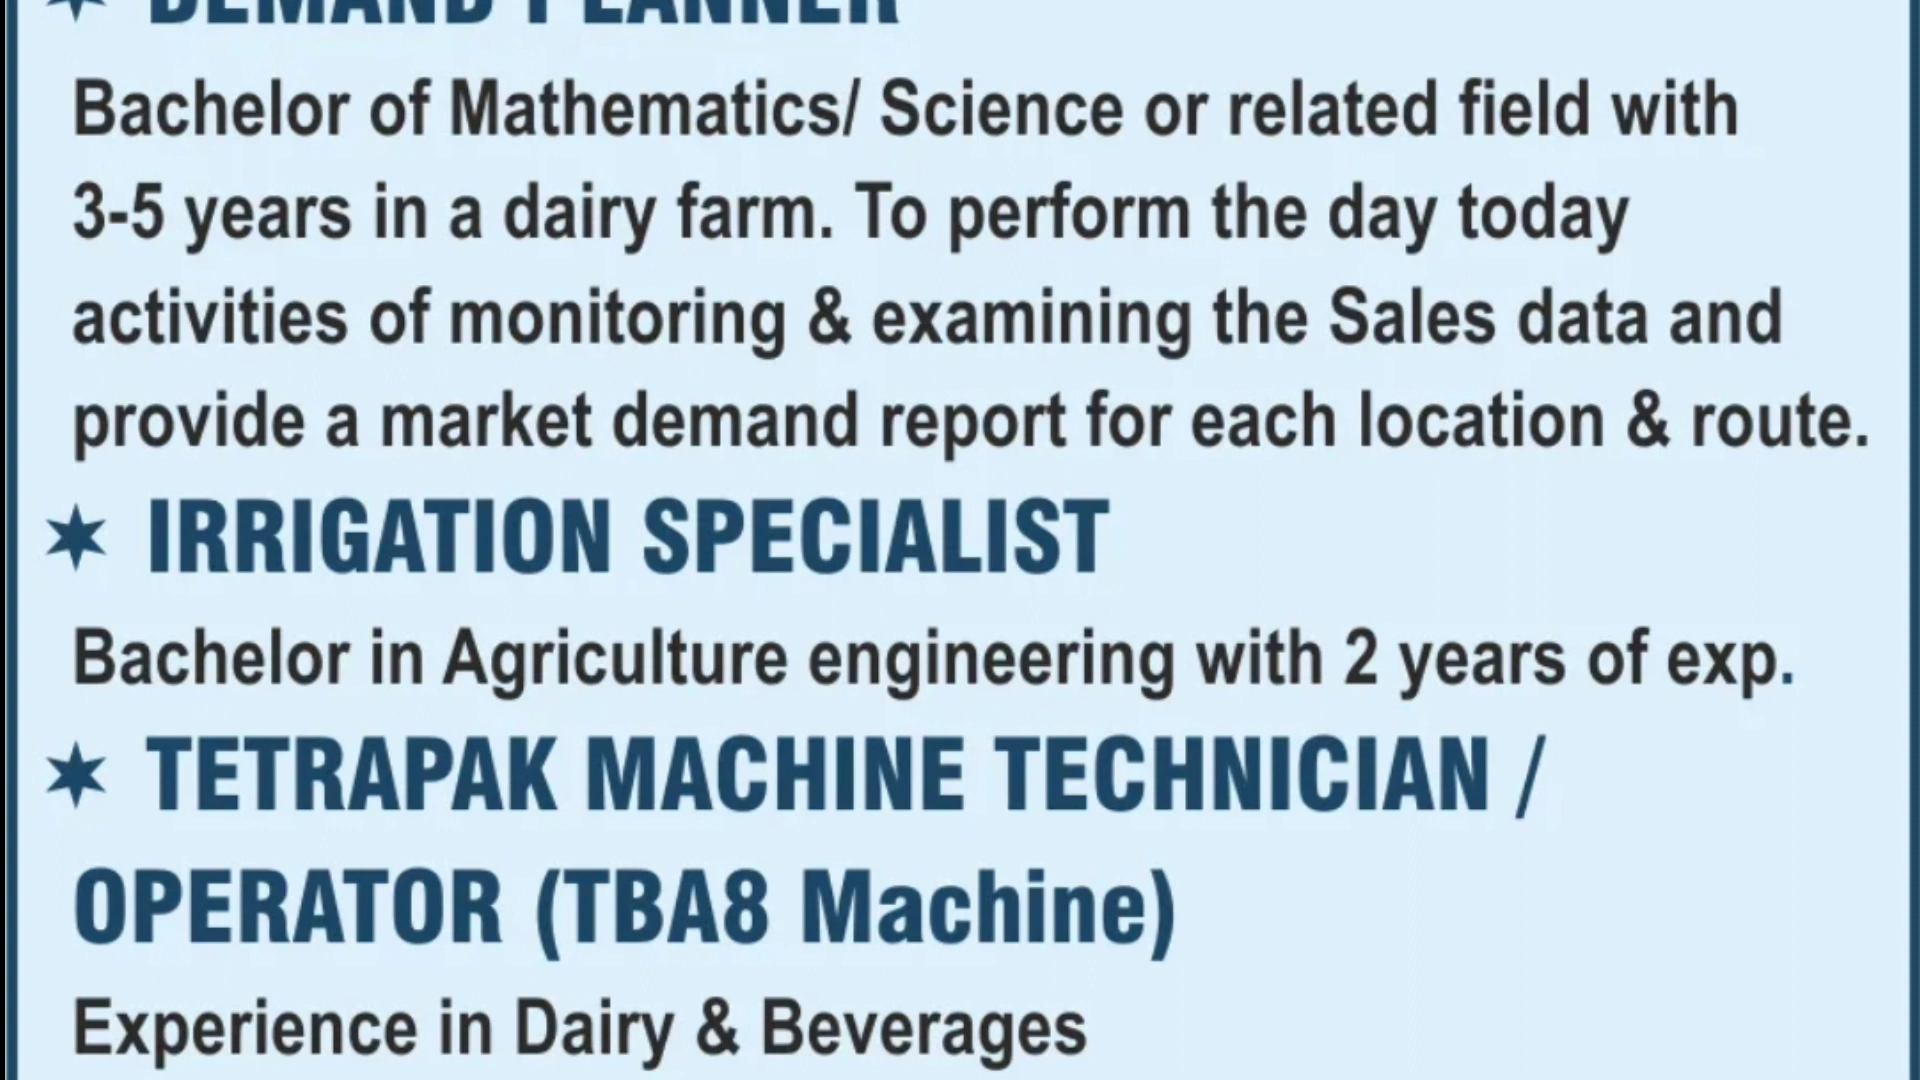 ✶ DEMAND PLANNER
Bachelor of Mathematics/ Science or related field with
3-5 years in a dairy farm. To perform the day today
activities of monitoring & examining the Sales data and
provide a market demand report for each location & route.
✶ IRRIGATION SPECIALIST
Bachelor in Agriculture engineering with 2 years of exp.
✶ TETRAPAK MACHINE TECHNICIAN /
OPERATOR (TBA8 Machine)
Experience in Dairy & Beverages